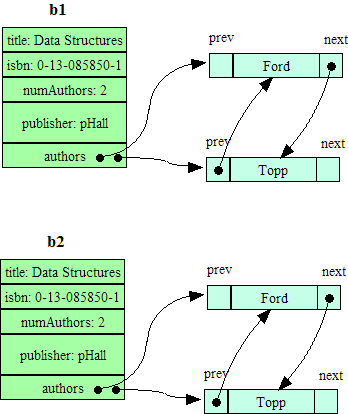 b1
title: Data Structures
isbn: 0-13-085850-1
numAuthors: 2
publisher: pHall
authors
prev
next
Ford
prev
next
Topp
b2
title: Data Structures
isbn: 0-13-085850-1
numAuthors: 2
publisher: pHall
authors
prev
next
Ford
prev
next
Topp